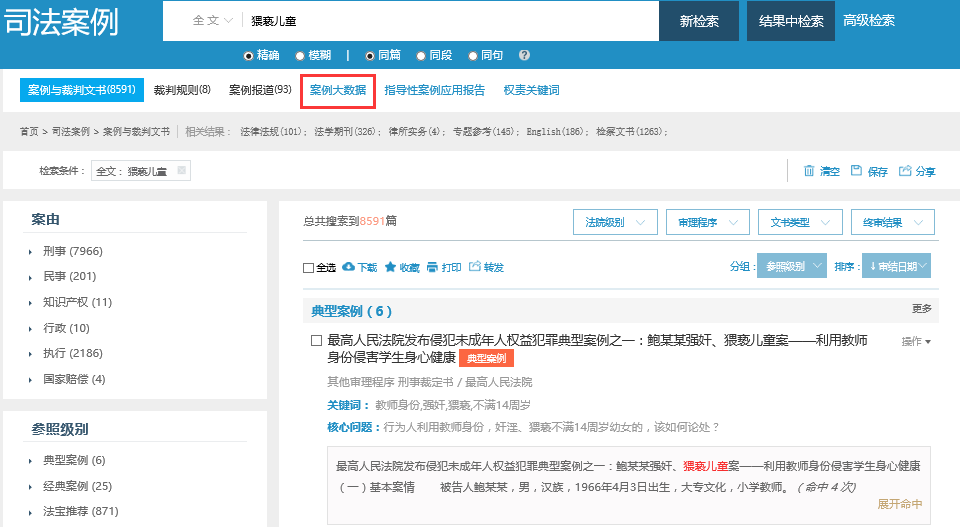 司法案例
全文 猥亵儿童 新检索 结果中检索 高级检索
精确 模糊 | 同篇 同段 同句 ?
案例与裁判文书(8591) 裁判规则(8) 案例报道(93) 案例大数据 指导性案例应用报告 权责关键词
首页 > 司法案例 > 案例与裁判文书 | 相关结果： 法律法规(101)； 法学期刊(326)； 律所实务(4)； 专题参考(145)； English(186)； 检察文书(1263)；
检索条件： 全文： 猥亵儿童 清空 保存 分享
案由
刑事 (7966)
民事 (201)
知识产权 (11)
行政 (10)
执行 (2186)
国家赔偿 (4)
参照级别
典型案例 (6)
经典案例 (25)
法宝推荐 (871)
总共搜索到8591篇 法院级别 审理程序 文书类型 终审结果
全选 下载 收藏 打印 转发 分组： 参照级别 排序： ↓审结日期
典型案例（6） 更多
最高人民法院发布侵犯未成年人权益犯罪典型案例之一：鲍某某强奸、猥亵儿童案——利用教师 操作
身份侵害学生身心健康 典型案例
其他审理程序 刑事裁定书 / 最高人民法院
关键词： 教师身份,强奸,猥亵,不满14周岁
核心问题：行为人利用教师身份，奸淫、猥亵不满14周岁幼女的，该如何论处？
最高人民法院发布侵犯未成年人权益犯罪典型案例之一：鲍某某强奸、猥亵儿童案——利用教师身份侵害学生身心健康
（一）基本案情 被告人鲍某某，男，汉族，1966年4月3日出生，大专文化，小学教师。（命中 4 次)
展开命中